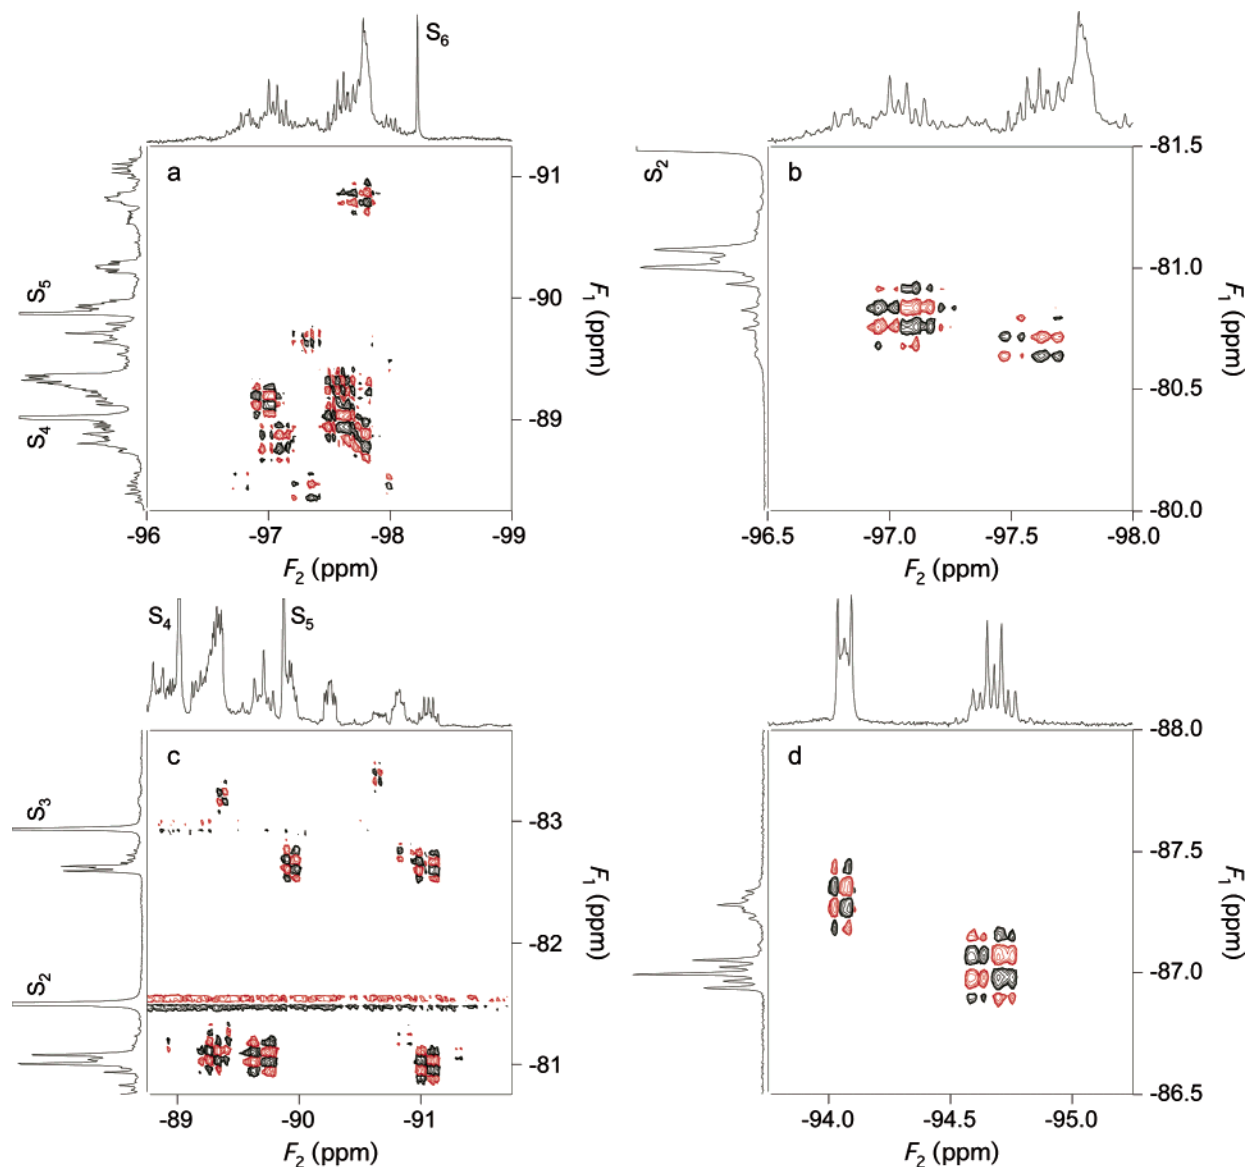 S6
a
S5
S4
-91
-90
-89
F1 (ppm)
-96 -97 -98 -99
F2 (ppm)
S2
b
-81.5
-81.0
-80.5
-80.0
F1 (ppm)
-96.5 -97.0 -97.5 -98.0
F2 (ppm)
S4 S5
c
S3
S2
-83
-82
-81
F1 (ppm)
-89 -90 -91
F2 (ppm)
d
-88.0
-87.5
-87.0
-86.5
F1 (ppm)
-94.0 -94.5 -95.0
F2 (ppm)